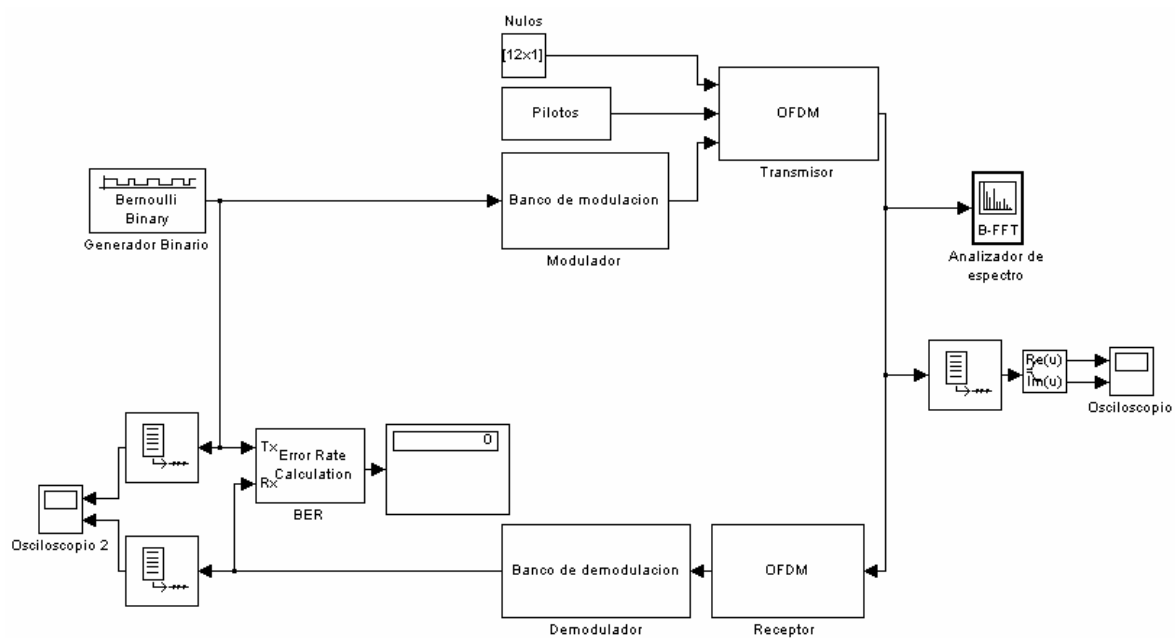 Nulos
[12x1]
Pilotos
OFDM
Transmisor
Bernoulli
Binary
Generador Binario
Banco de modulacion
Modulador
B-FFT
Analizador de
espectro
Re(u)
Im(u)
Osciloscopio
Tx
Rx
Error Rate
Calculation
BER
0
Osciloscopio 2
Banco de demodulacion
Demodulador
OFDM
Receptor